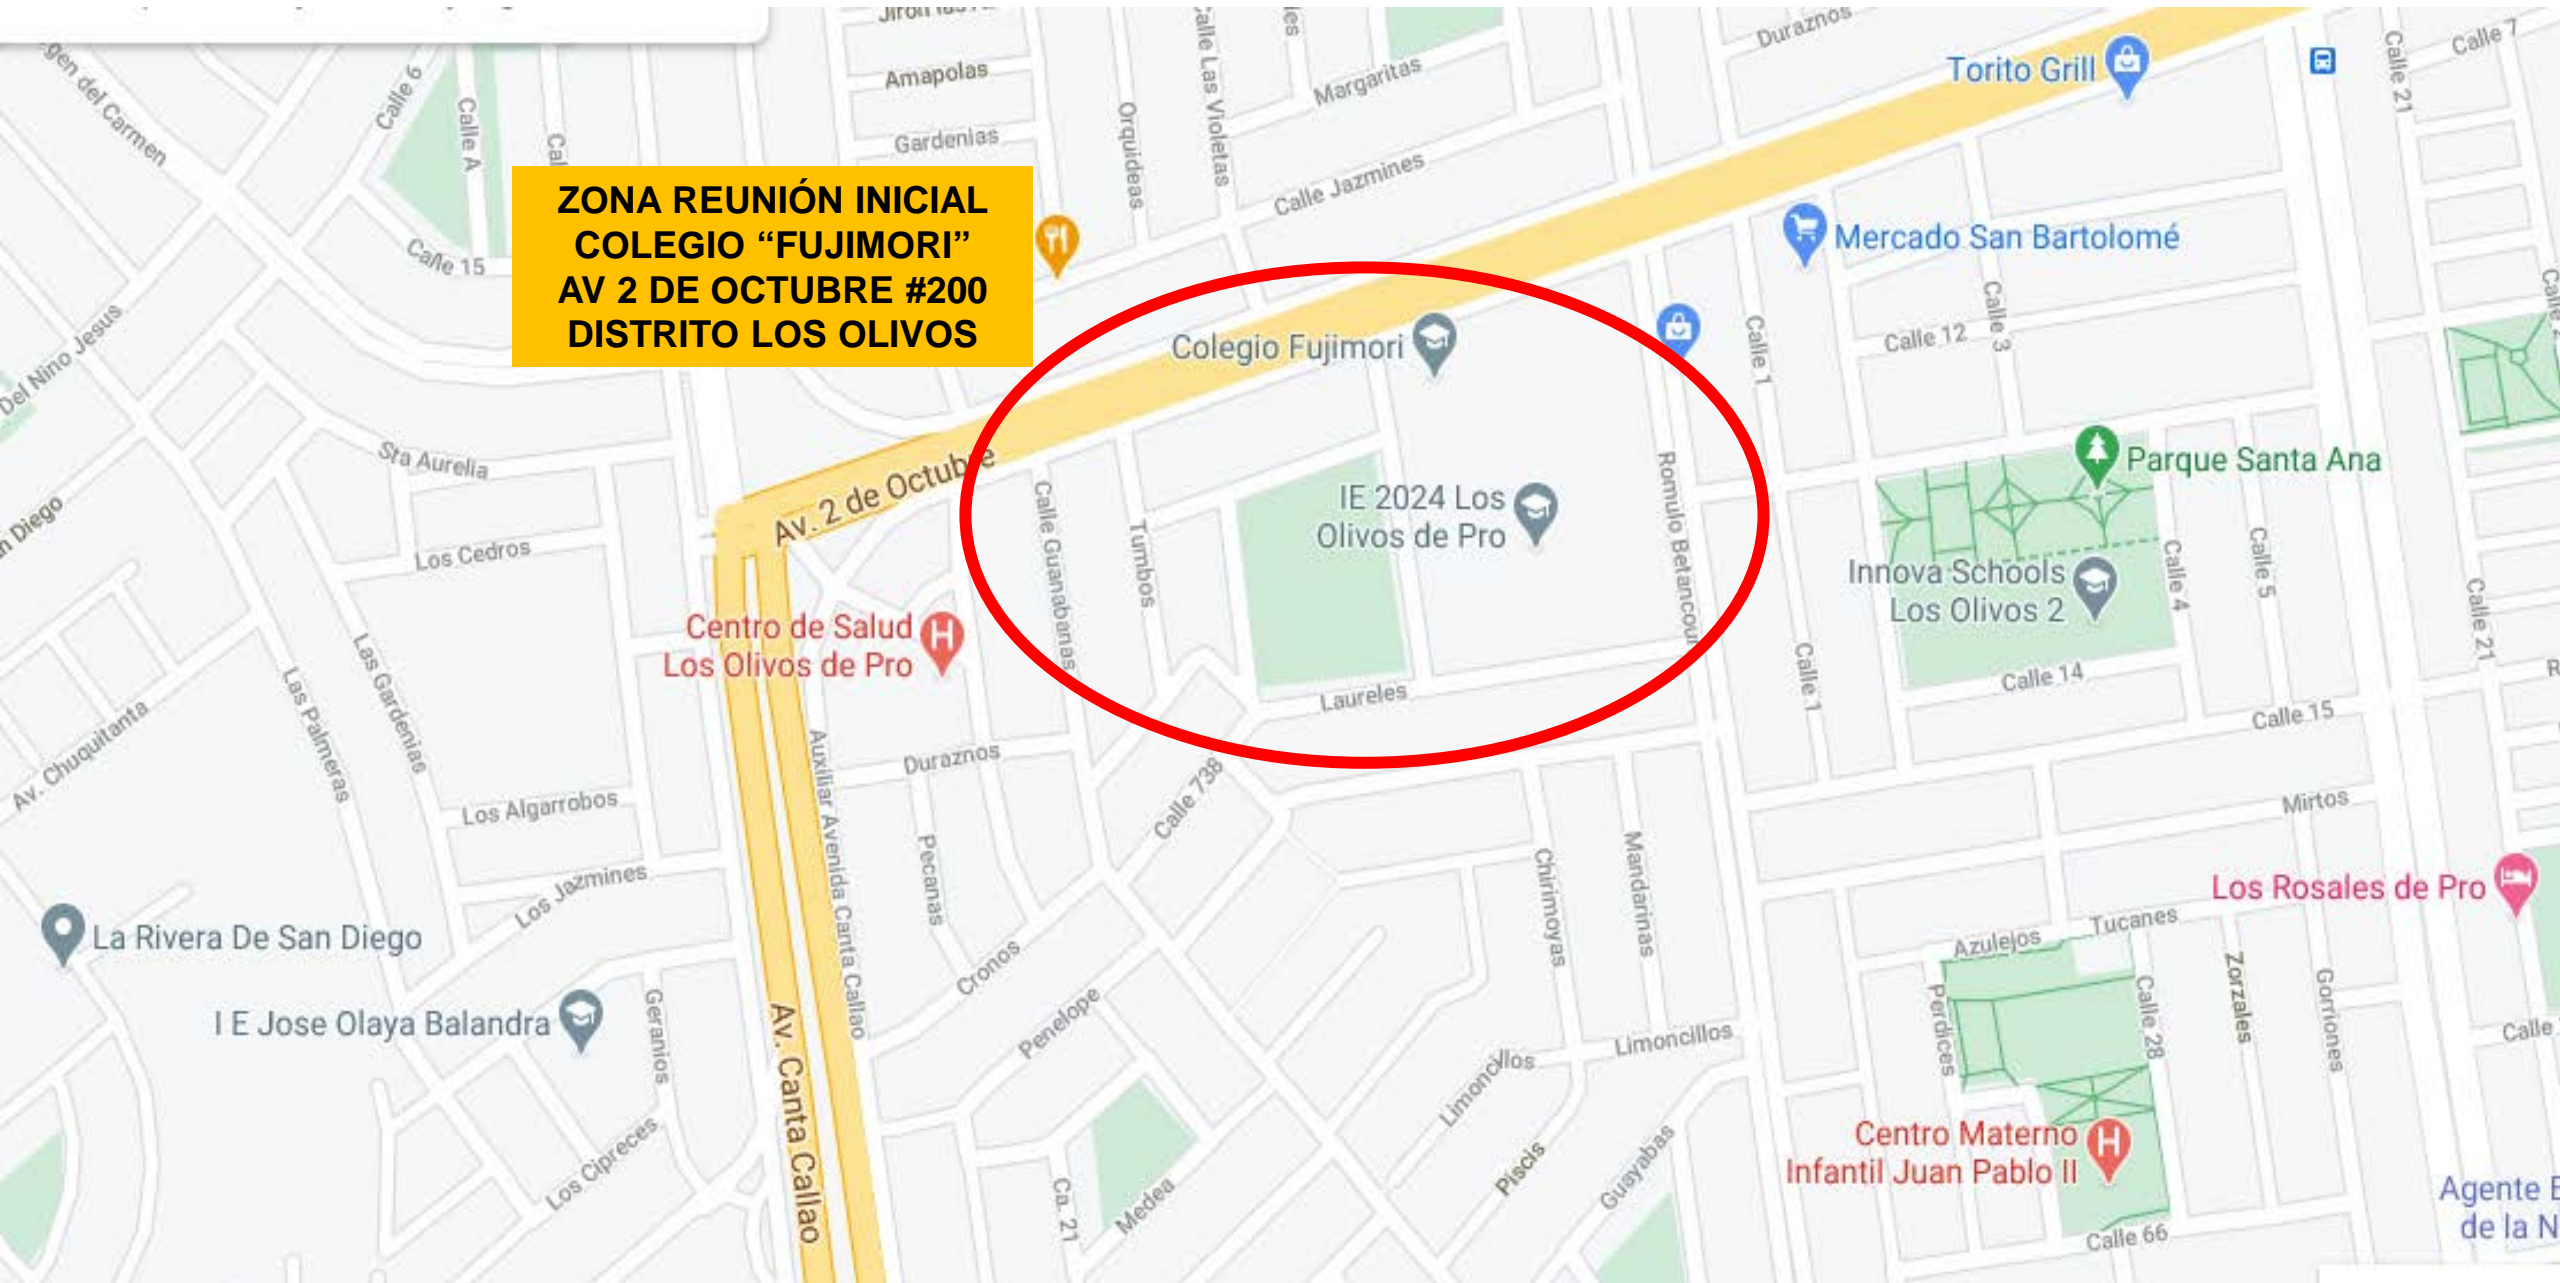 Amapolas
Gardenias
Orquideas
Calle Las Violetas
Margaritas
Duraznos
Torito Grill
Calle 21
Calle 7
Calle 6
Calle A
Calle Jazmines
ZONA REUNIÓN INICIAL
COLEGIO “FUJIMORI”
AV 2 DE OCTUBRE #200
DISTRITO LOS OLIVOS
Calle 15
Mercado San Bartolomé
Del Nino Jesus
Colegio Fujimori
Calle 1
Calle 12
Calle 3
Sta Aurelia
Av. 2 de Octubre
Calle Guanabanas
Tumbos
IE 2024 Los
Olivos de Pro
Romulo Betancour
Parque Santa Ana
Los Cedros
Innova Schools
Los Olivos 2
Calle 4
Calle 5
Calle 21
Centro de Salud
Los Olivos de Pro
Las Gardenias
Las Palmeras
Laureles
Calle 1
Calle 14
Calle 15
Av. Chuquitanta
Duraznos
Auxiliar Avenida Canta Callao
Calle 738
Los Algarrobos
Mirtos
Pecanas
Chirimoyas
Mandarinas
Los Jazmines
Los Rosales de Pro
La Rivera De San Diego
Cronos
Azulejos
Tucanes
I E Jose Olaya Balandra
Geranios
Penelope
Perdices
Calle 28
Zorzales
Gorriones
Calle
Av. Canta Callao
Limoncillos
Limoncillos
Los Cipreces
Ca. 21
Medea
Piscis
Guayabas
Centro Materno
Infantil Juan Pablo II
Agente
de la
Calle 66